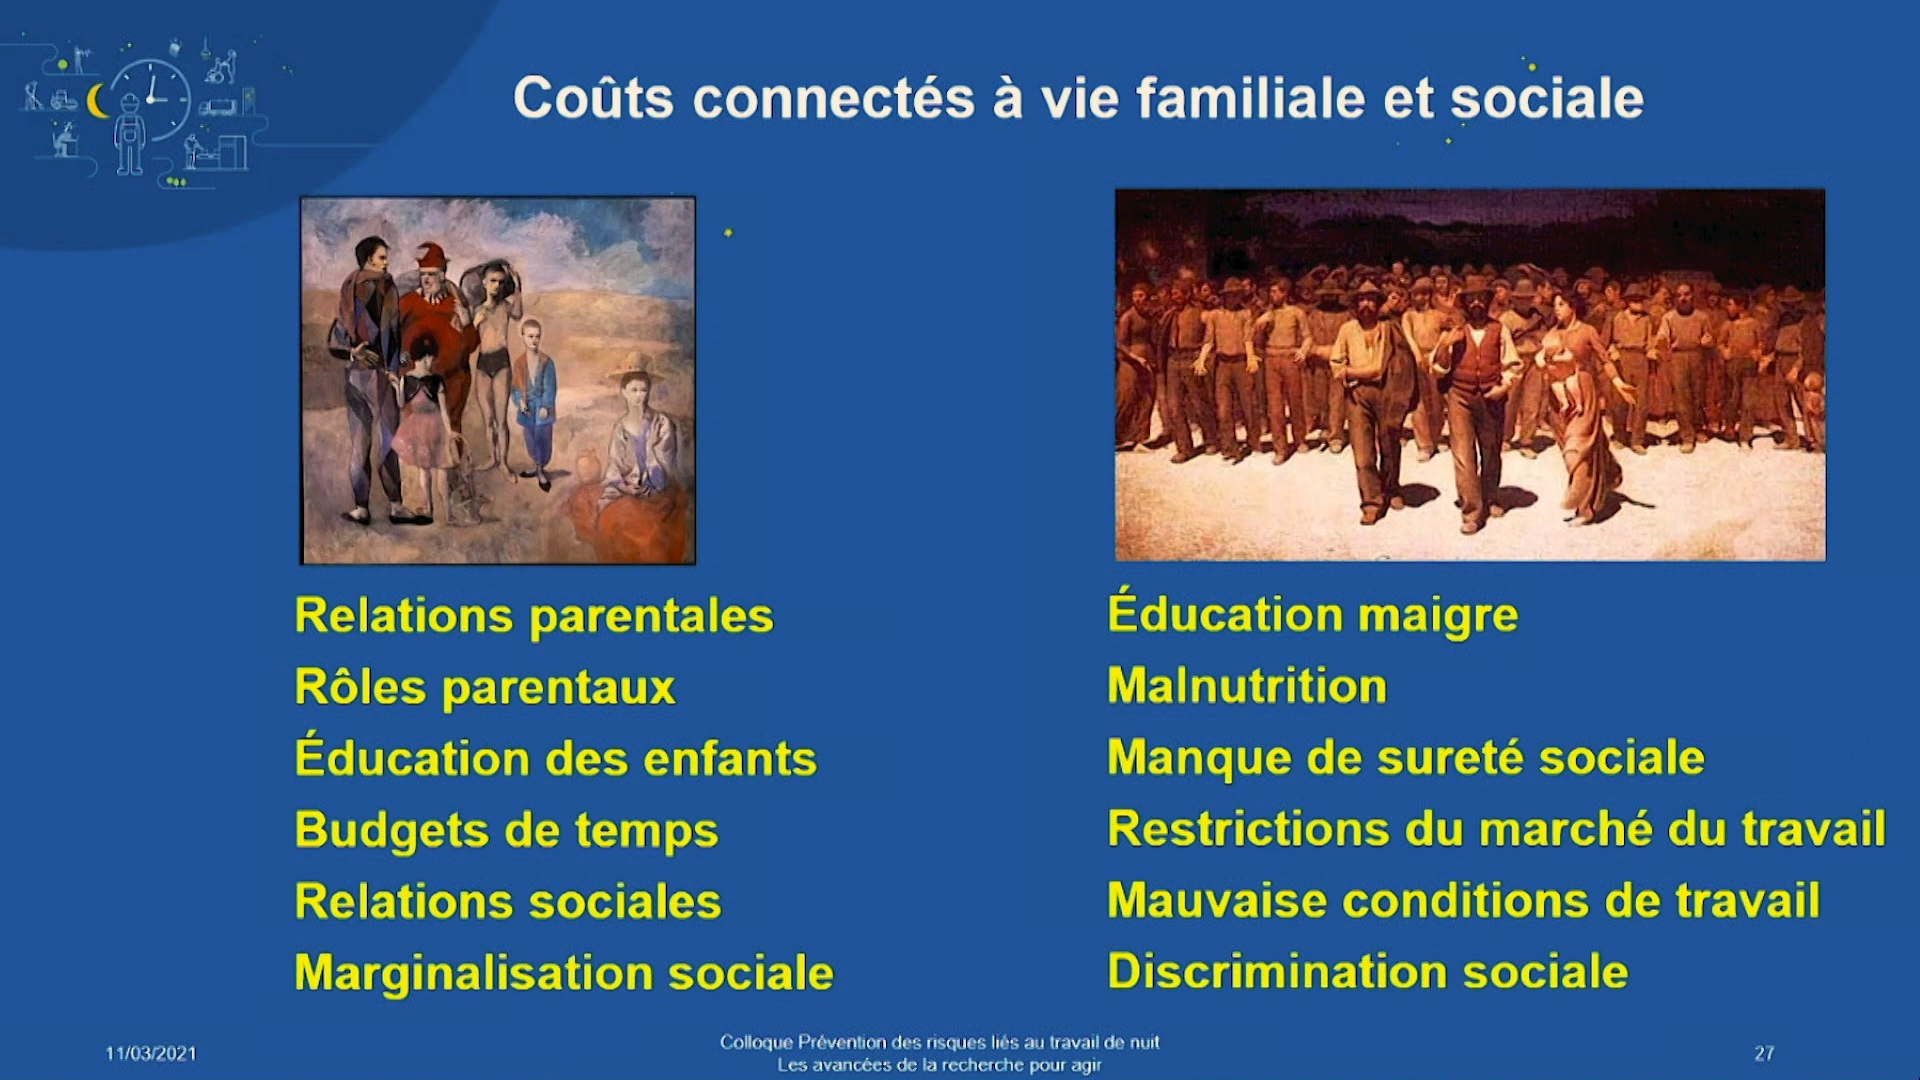 Coûts connectés à vie familiale et sociale
Relations parentales
Rôles parentaux
Éducation des enfants
Budgets de temps
Relations sociales
Marginalisation sociale
Éducation maigre
Malnutrition
Manque de sureté sociale
Restrictions du marché du travail
Mauvaise conditions de travail
Discrimination sociale
11/03/2021
Colloque Prévention des risques liés au travail de nuit
Les avancées de la recherche pour agir
27